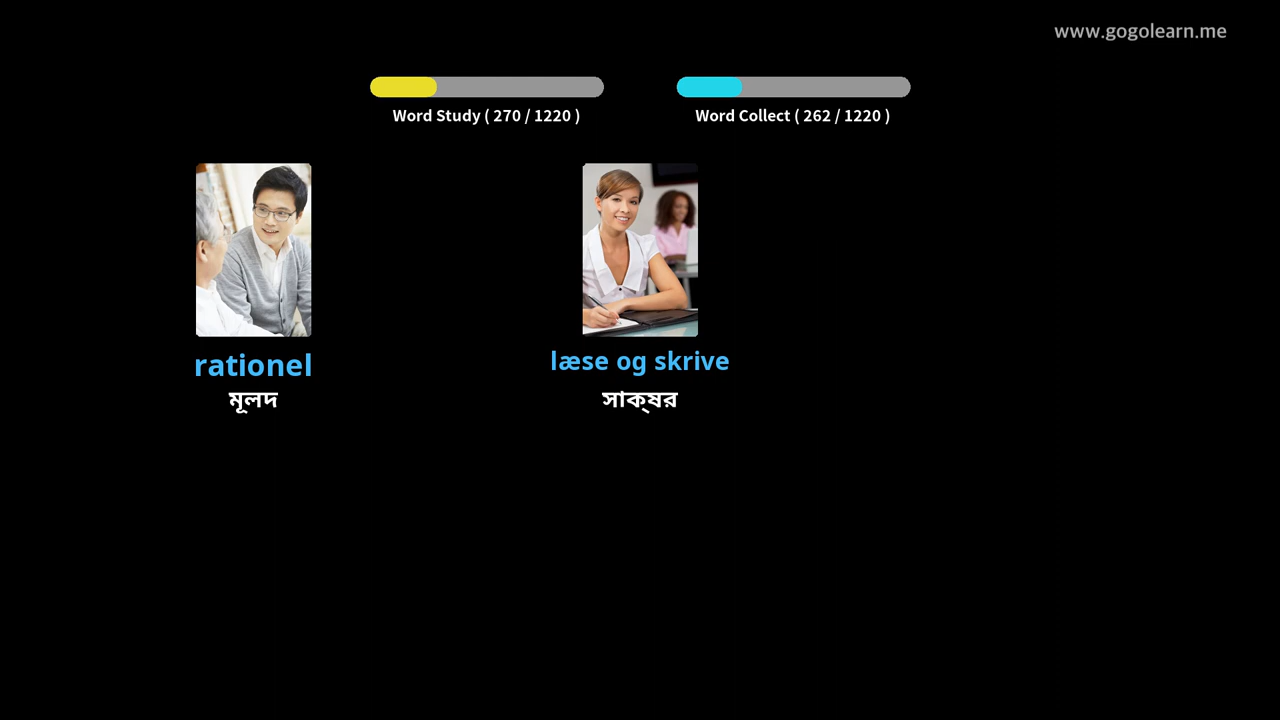 www.gogolearn.me
Word Study ( 270 / 1220 )
Word Collect ( 262 / 1220 )
rationel
মূলদ
læse og skrive
সাক্ষর